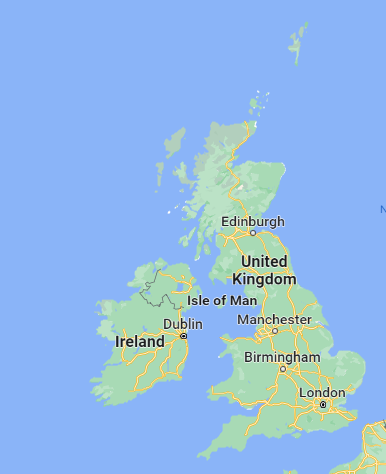 Edinburgh
United
Kingdom
Isle of Man
Dublin
Manchester
Ireland
Birmingham
London